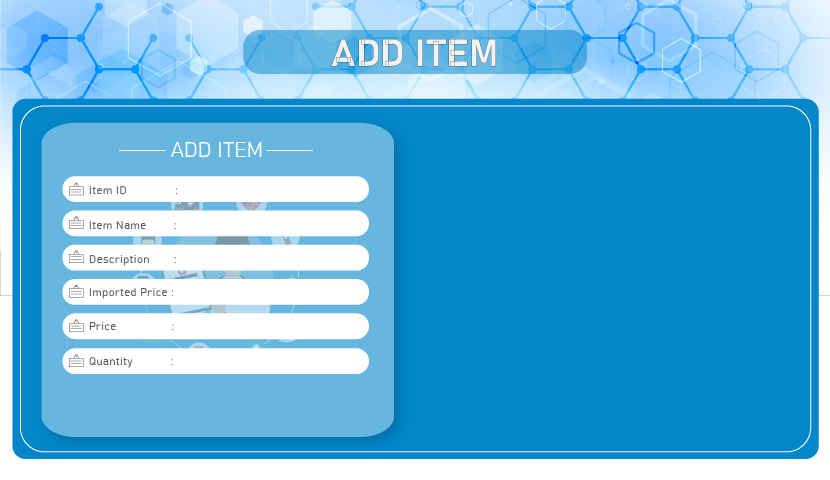 ADD ITEM
ADD ITEM
Item ID :
Item Name :
Description :
Imported Price :
Price :
Quantity :